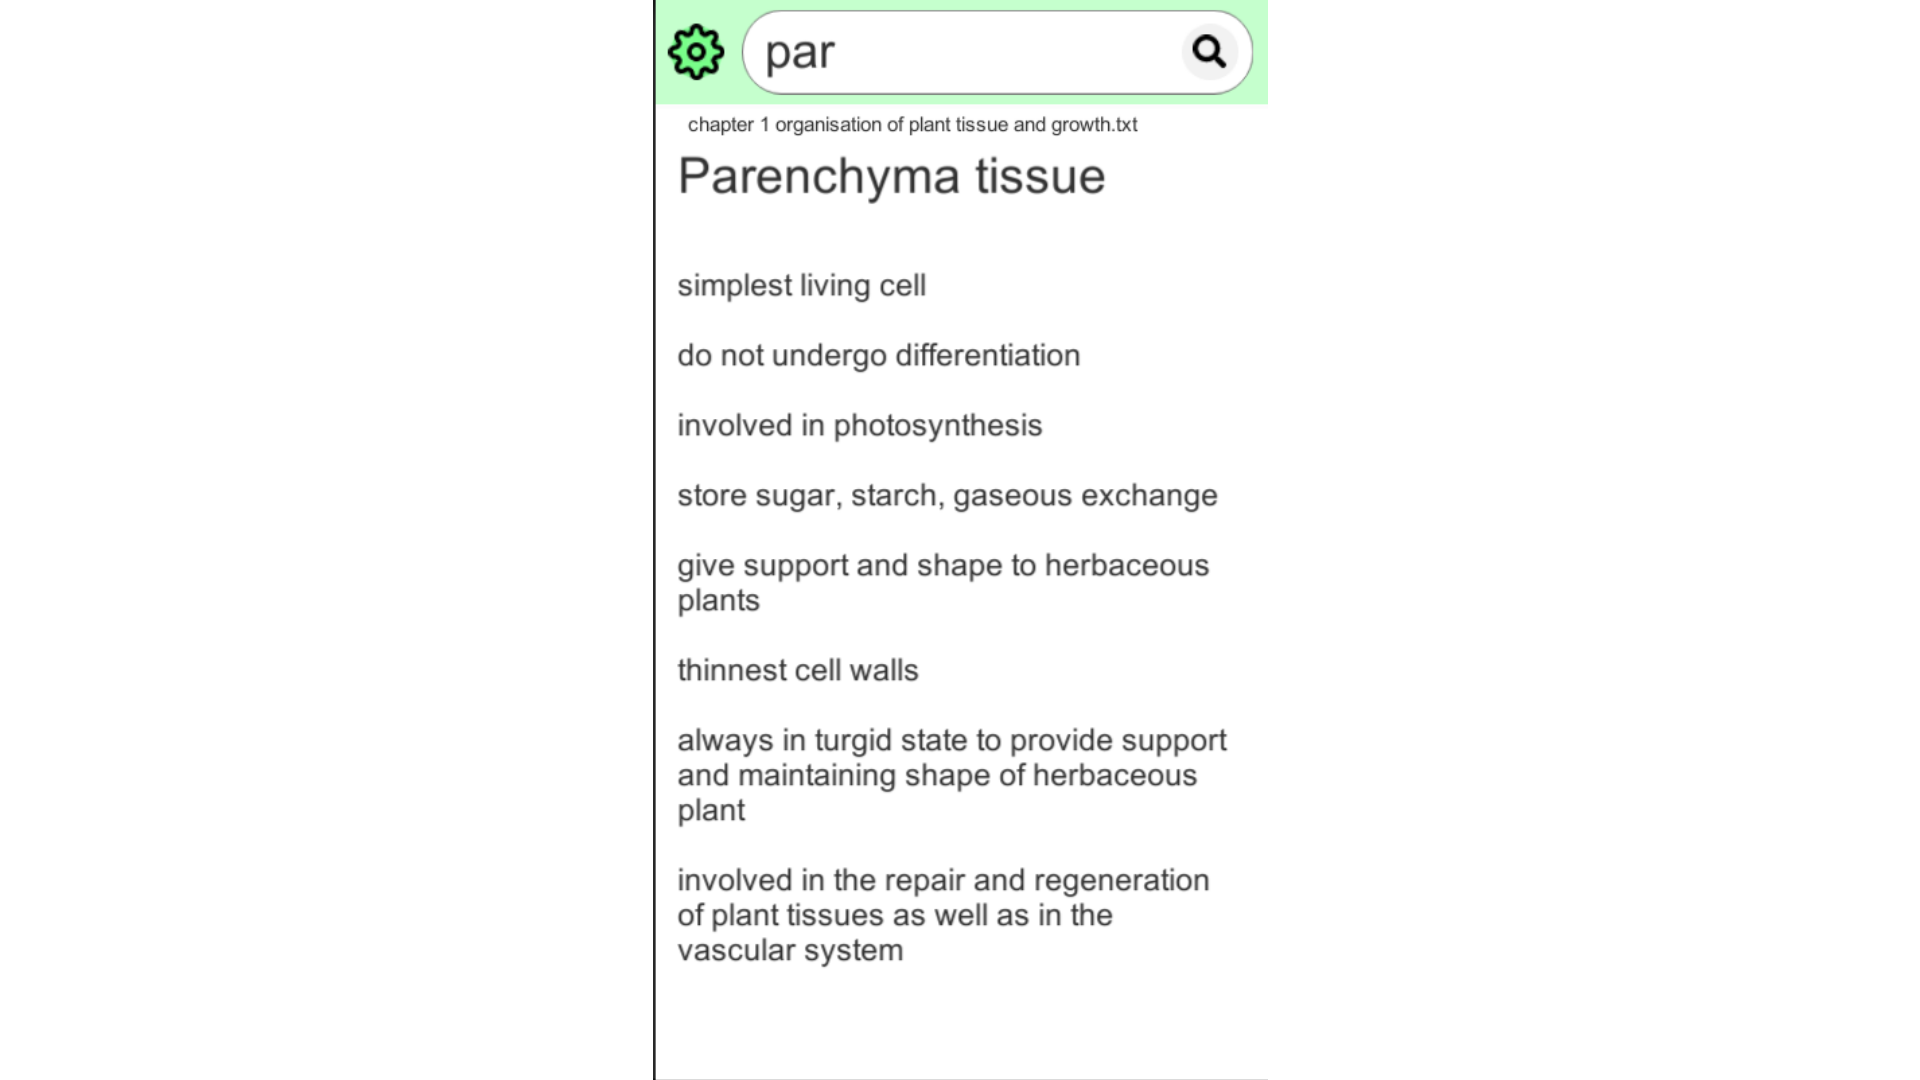 par
chapter 1 organisation of plant tissue and growth.txt
Parenchyma tissue
simplest living cell
do not undergo differentiation
involved in photosynthesis
store sugar, starch, gaseous exchange
give support and shape to herbaceous
plants
thinnest cell walls
always in turgid state to provide support
and maintaining shape of herbaceous
plant
involved in the repair and regeneration
of plant tissues as well as in the
vascular system